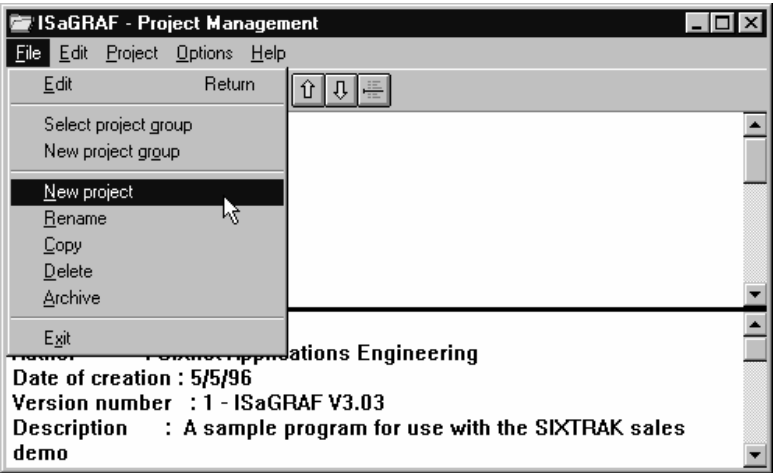 ISaGRAF - Project Management
File Edit Project Options Help
Edit Return
Select project group
New project group
New project
Rename
Copy
Delete
Archive
Exit
Applications Engineering
Date of creation : 5/5/96
Version number : 1 - ISaGRAF V3.03
Description : A sample program for use with the SIXTRAK sales
demo